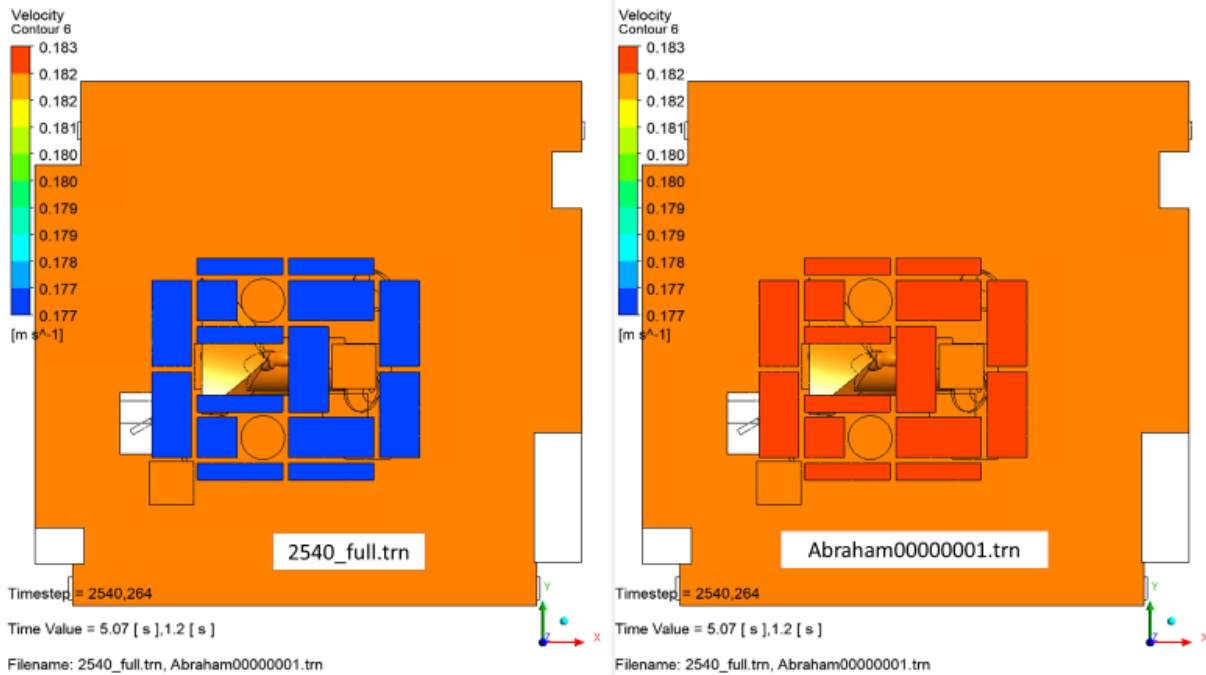 Velocity
Contour 6
0.183
0.182
0.182
0.181
0.180
0.180
0.179
0.179
0.178
0.177
0.177
[m s^-1]
2540_full.trn
Timestep = 2540,264
Time Value = 5.07 [ s ],1.2 [ s ]
Filename: 2540_full.trn, Abraham00000001.trn
Y
X
Z
Velocity
Contour 6
0.183
0.182
0.182
0.181
0.180
0.180
0.179
0.179
0.178
0.177
0.177
[m s^-1]
Abraham00000001.trn
Timestep = 2540,264
Time Value = 5.07 [ s ],1.2 [ s ]
Filename: 2540_full.trn, Abraham00000001.trn
Y
X
Z